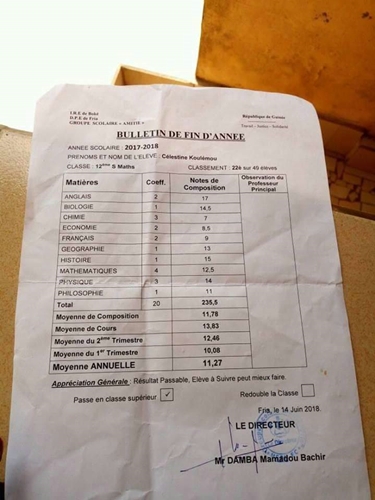 I.R.E de Boké
D.P.E de Fria
GROUPE SCOLAIRE « AMITIE »
République de Guinée
Travail - Justice - Solidarité
BULLETIN DE FIN D'ANNEE
ANNEE SCOLAIRE : 2017-2018
PRENOMS ET NOM DE L'ELEVE : Célestine Koulémou
CLASSE : 12ème S Maths CLASSEMENT 22è sur 49 élèves
Matières Coeff. Notes de Composition Observation du Professeur Principal
ANGLAIS 2 17
BIOLOGIE 1 14,5
CHIMIE 3 7
ECONOMIE 2 8,5
FRANÇAIS 2 9
GEOGRAPHIE 1 13
HISTOIRE 1 15
MATHEMATIQUES 4 12,5
PHYSIQUE 3 14
PHILOSOPHIE 1 11
Total 20 235,5
Moyenne de Composition 11,78
Moyenne de Cours 13,83
Moyenne du 2ème Trimestre 12,46
Moyenne du 1er Trimestre 10,08
Moyenne ANNUELLE 11,27
Appréciation Générale : Résultat Passable, Elève à Suivre peut mieux faire.
Passe en classe supérieur ✓ Redouble la Classe
Fria, le 14 Juin 2018.
LE DIRECTEUR
Mr DAMBA Mamadou Bachir